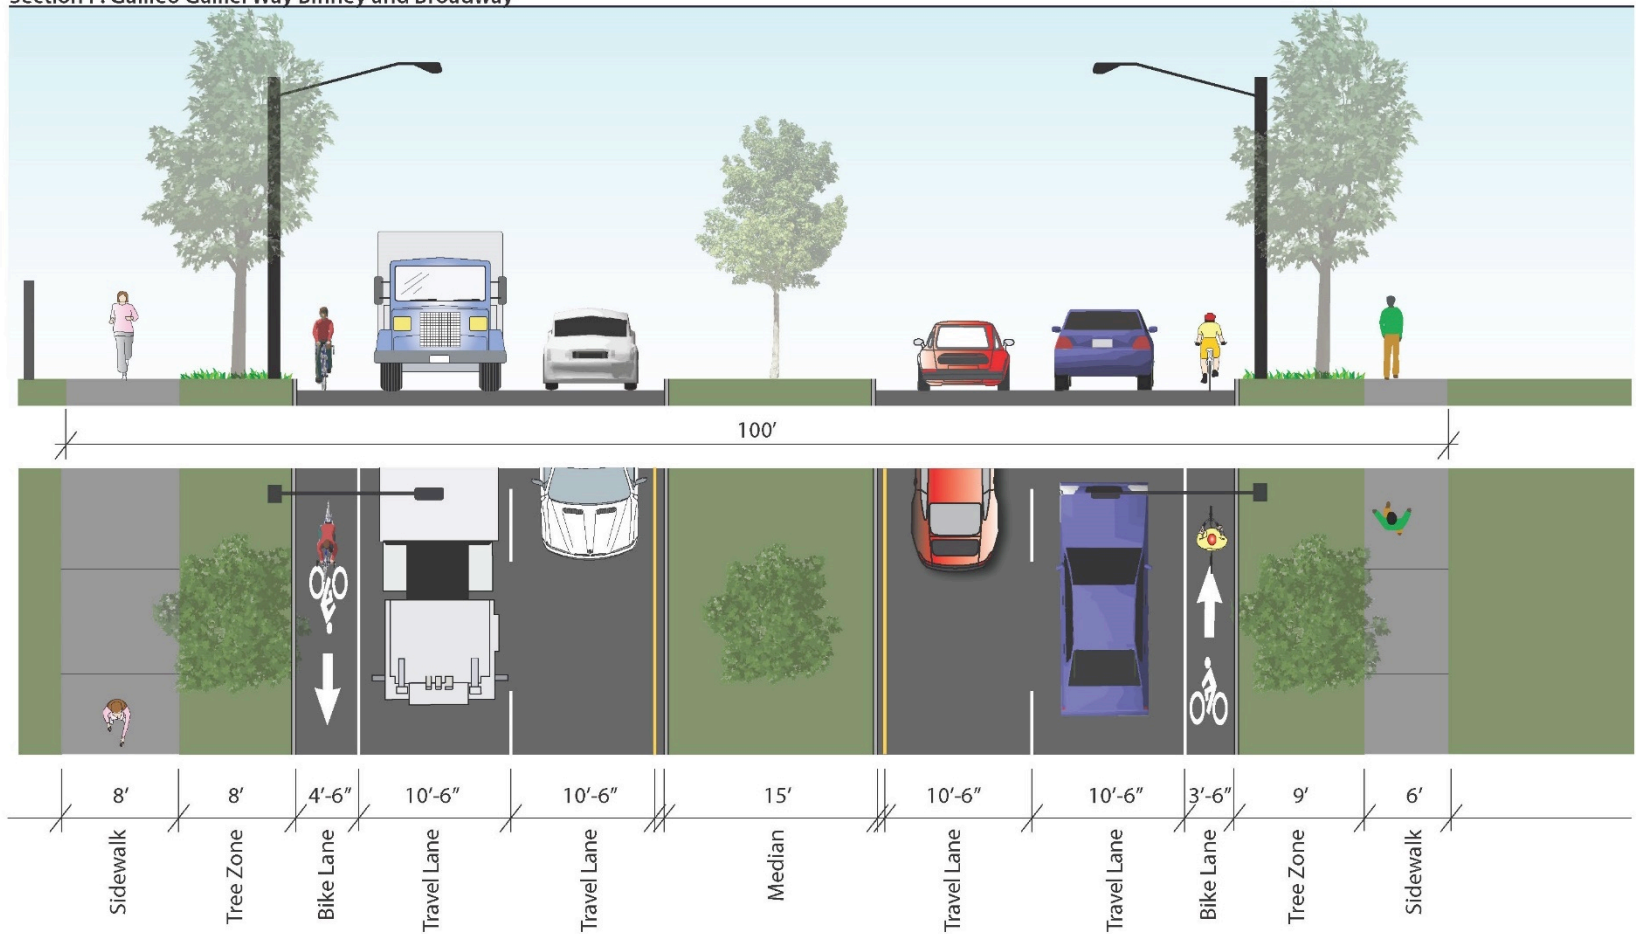 100’
8’
8’
4’-6”
10’-6”
10’-6”
15’
10’-6”
10’-6”
3’-6”
9’
6’
Sidewalk
Tree Zone
Bike Lane
Travel Lane
Travel Lane
Median
Travel Lane
Travel Lane
Bike Lane
Tree Zone
Sidewalk